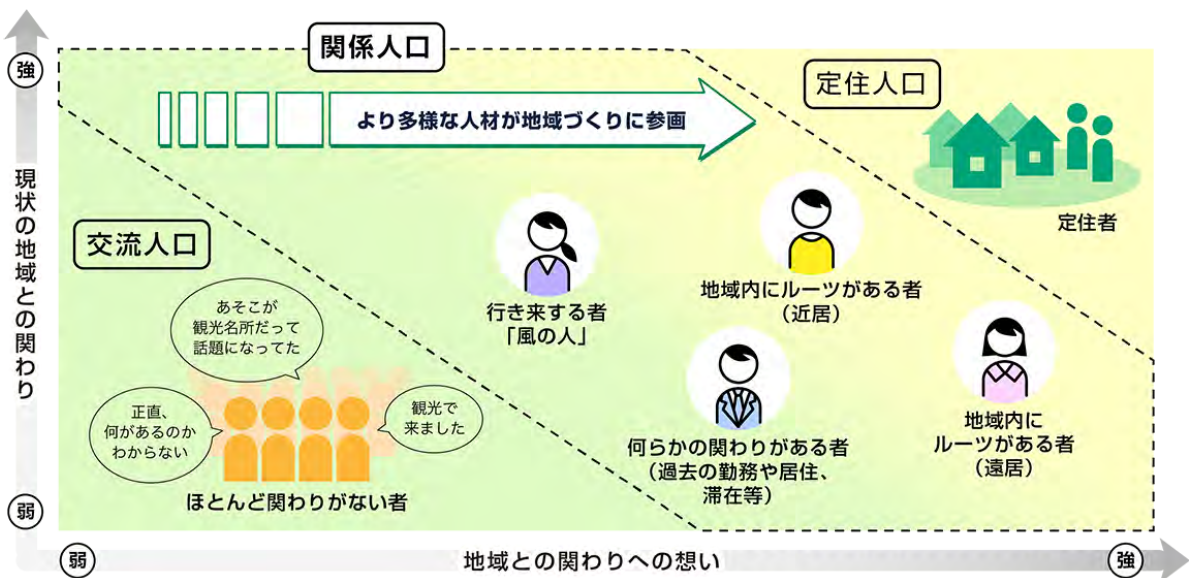 強
関係人口
定住人口
より多様な人材が地域づくりに参画
現状の地域との関わり
定住者
交流人口
あそこが
観光名所だって
話題になってた
地域内にルーツがある者
（近居）
行き来する者
「風の人」
正直、
何があるのか
わからない
観光で
来ました
地域内に
ルーツがある者
（遠居）
何らかの関わりがある者
（過去の勤務や居住、
滞在等）
ほとんど関わりがない者
弱
弱
地域との関わりへの想い
強